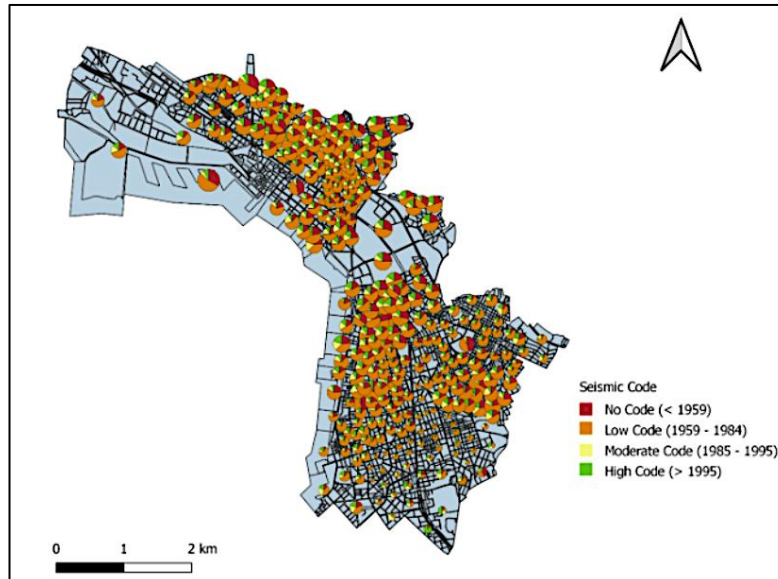 Seismic Code
No Code (< 1959)
Low Code (1959 - 1984)
Moderate Code (1985 - 1995)
High Code (> 1995)
0 1 2 km